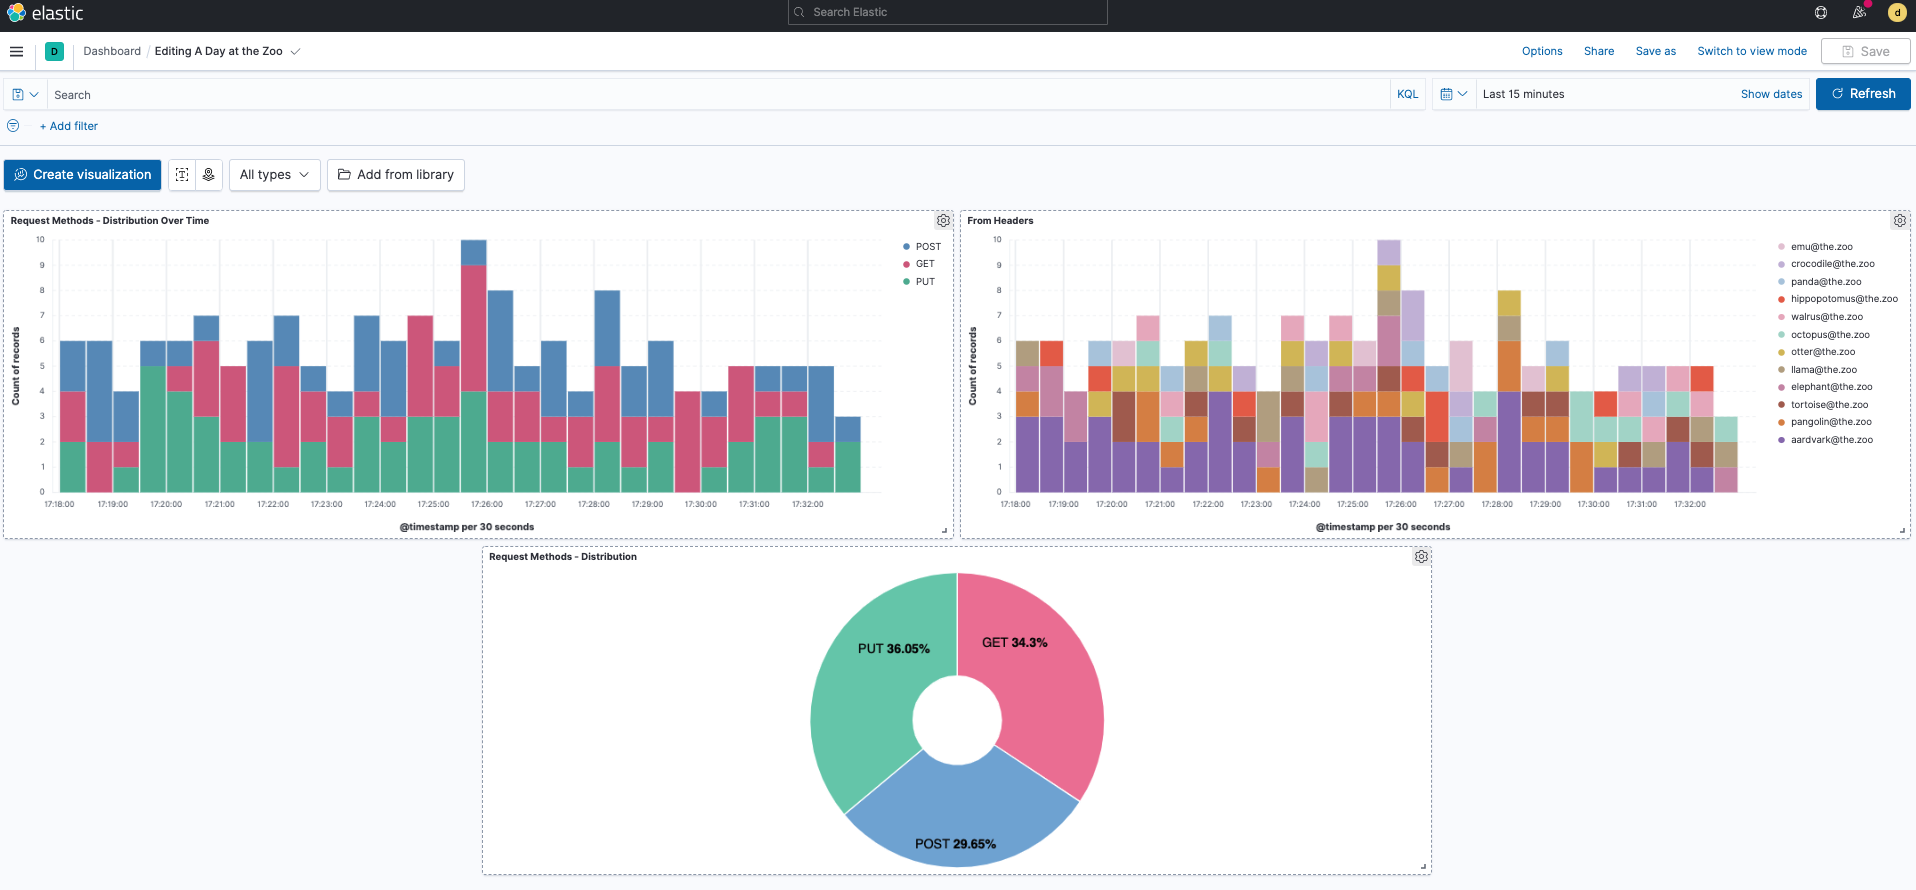 elastic
Search Elastic
d
D
Dashboard / Editing A Day at the Zoo
Options
Share
Save as
Switch to view mode
Save
Search
KQL
Last 15 minutes
Show dates
Refresh
+ Add filter
Create visualization
All types
Add from library
Request Methods - Distribution Over Time
10
9
8
7
6
5
4
3
2
1
0
Count of records
17:18:00 17:19:00 17:20:00 17:21:00 17:22:00 17:23:00 17:24:00 17:25:00 17:26:00 17:27:00 17:28:00 17:29:00 17:30:00 17:31:00 17:32:00
@timestamp per 30 seconds
POST
GET
PUT
From Headers
10
9
8
7
6
5
4
3
2
1
0
Count of records
17:18:00 17:19:00 17:20:00 17:21:00 17:22:00 17:23:00 17:24:00 17:25:00 17:26:00 17:27:00 17:28:00 17:29:00 17:30:00 17:31:00 17:32:00
@timestamp per 30 seconds
emu@the.zoo
crocodile@the.zoo
panda@the.zoo
hippopotomus@the.zoo
walrus@the.zoo
octopus@the.zoo
otter@the.zoo
llama@the.zoo
elephant@the.zoo
tortoise@the.zoo
pangolin@the.zoo
aardvark@the.zoo
Request Methods - Distribution
PUT 36.05%
GET 34.3%
POST 29.65%